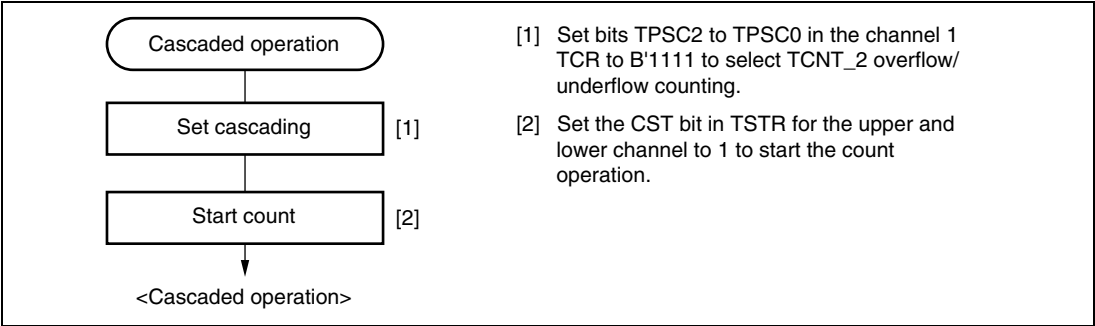 Cascaded operation
Set cascading
[1]
Start count
[2]
<Cascaded operation>
[1] Set bits TPSC2 to TPSC0 in the channel 1
TCR to B'1111 to select TCNT_2 overflow/
underflow counting.
[2] Set the CST bit in TSTR for the upper and
lower channel to 1 to start the count
operation.